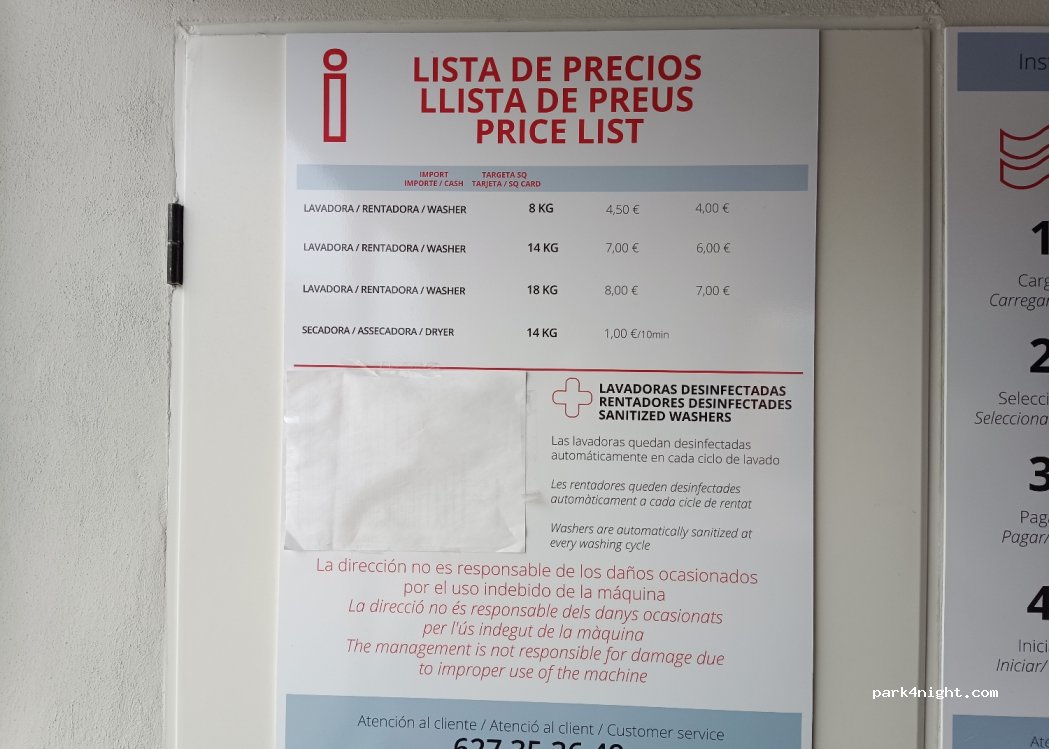 LISTA DE PRECIOS
LLISTA DE PREUS
PRICE LIST
IMPORT TARGETA SQ
IMPORTE / CASH TARJETA / SQ CARD
LAVADORA / RENTADORA / WASHER 8 KG 4,50 € 4,00 €
LAVADORA / RENTADORA / WASHER 14 KG 7,00 € 6,00 €
LAVADORA / RENTADORA / WASHER 18 KG 8,00 € 7,00 €
SECADORA / ASSECADORA / DRYER 14 KG 1,00 €/10min
LAVADORAS DESINFECTADAS
RENTADORES DESINFECTADES
SANITIZED WASHERS
Las lavadoras quedan desinfectadas
automáticamente en cada ciclo de lavado
Les rentadores queden desinfectades
automàticament a cada cicle de rentat
Washers are automatically sanitized at
every washing cycle
La dirección no es responsable de los daños ocasionados
por el uso indebido de la máquina
La direcció no és responsable dels danys ocasionats
per l'ús indegut de la màquina
The management is not responsible for damage due
to improper use of the machine
Atención al cliente / Atenció al client / Customer service
1
2
Seleccionа
3
Pagar/
4
Iniciar/
park4night.com